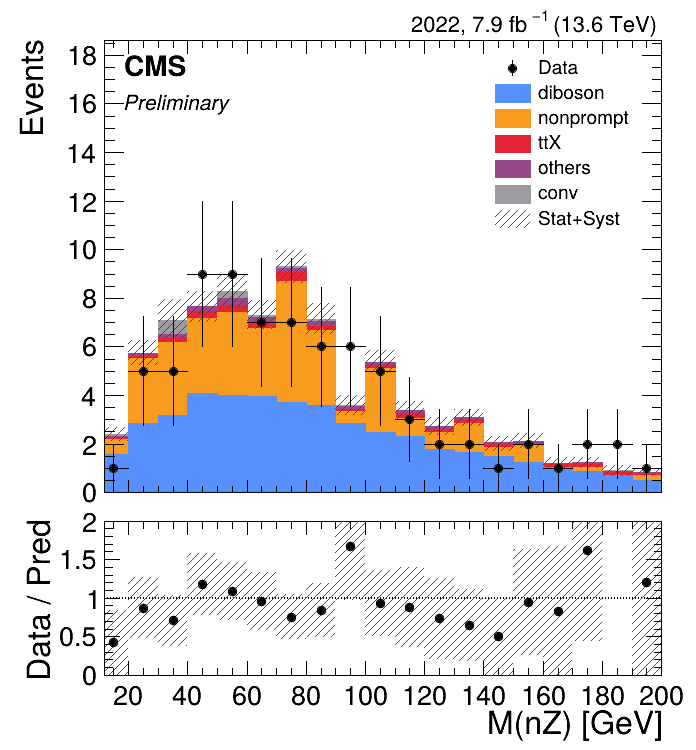 2022, 7.9 fb⁻¹ (13.6 TeV)
CMS
Preliminary
Data
diboson
nonprompt
ttX
others
conv
Stat+Syst
Events
18
16
14
12
10
8
6
4
2
0
Data / Pred
2
1.5
1
0.5
0
20 40 60 80 100 120 140 160 180 200
M(nZ) [GeV]